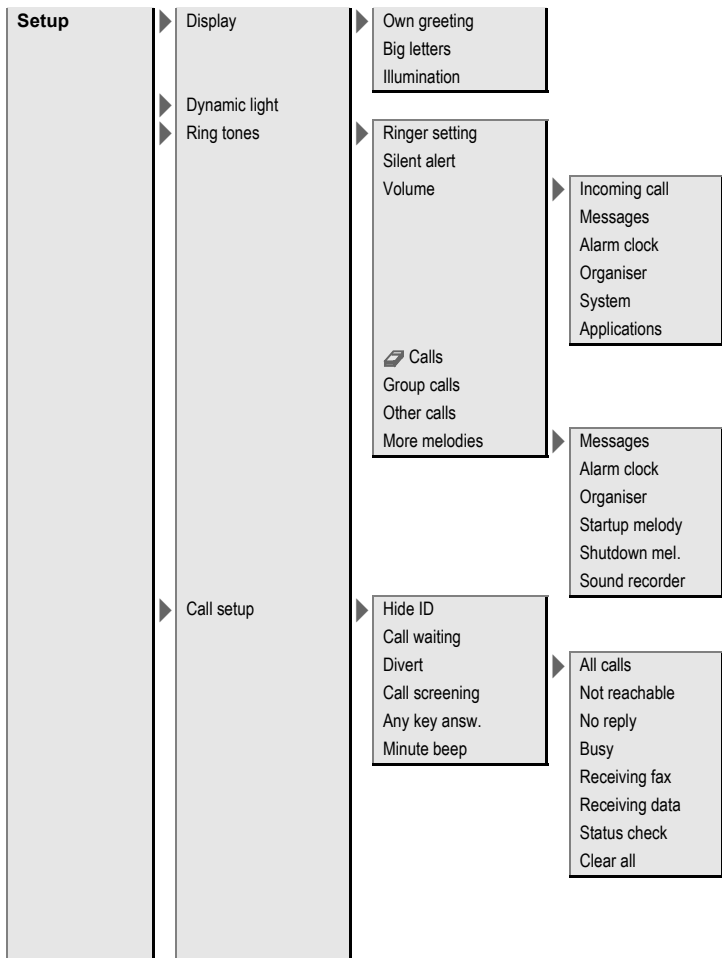 Setup Display Own greeting
Big letters
Illumination
Dynamic light
Ring tones Ringer setting
Silent alert
Volume Incoming call
Messages
Alarm clock
Organiser
System
Applications
Calls
Group calls
Other calls
More melodies Messages
Alarm clock
Organiser
Startup melody
Shutdown mel.
Sound recorder
Call setup Hide ID
Call waiting
Divert All calls
Call screening Not reachable
Any key answ. No reply
Minute beep Busy
Receiving fax
Receiving data
Status check
Clear all